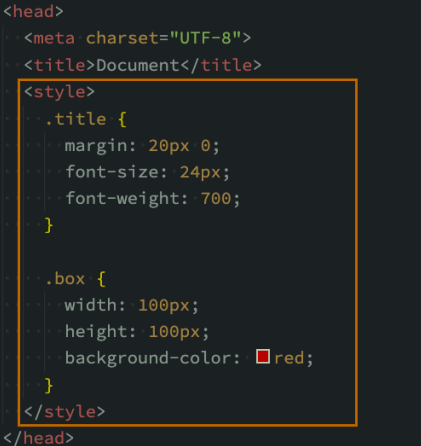 <head>
<meta charset="UTF-8">
<title>Document</title>
<style>
.title {
margin: 20px 0;
font-size: 24px;
font-weight: 700;
}
.box {
width: 100px;
height: 100px;
background-color: red;
}
</style>
</head>